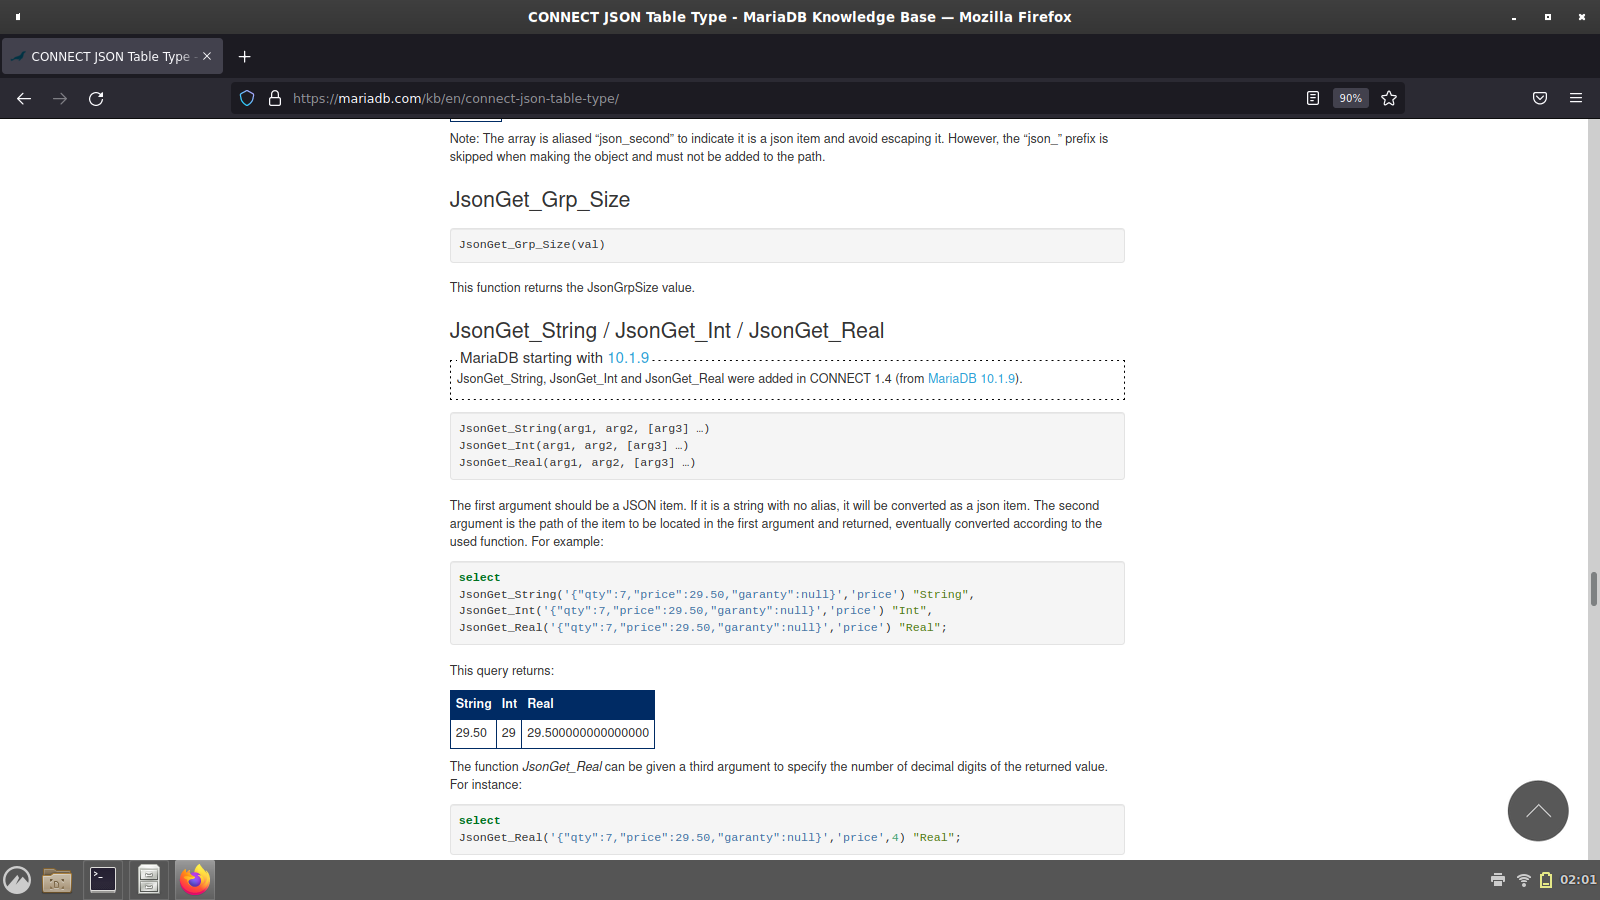 CONNECT JSON Table Type - MariaDB Knowledge Base — Mozilla Firefox
CONNECT JSON Table Type -
https://mariadb.com/kb/en/connect-json-table-type/
90%
Note: The array is aliased “json_second” to indicate it is a json item and avoid escaping it. However, the “json_” prefix is
skipped when making the object and must not be added to the path.
JsonGet_Grp_Size
JsonGet_Grp_Size(val)
This function returns the JsonGrpSize value.
JsonGet_String / JsonGet_Int / JsonGet_Real
MariaDB starting with 10.1.9
JsonGet_String, JsonGet_Int and JsonGet_Real were added in CONNECT 1.4 (from MariaDB 10.1.9).
JsonGet_String(arg1, arg2, [arg3] …)
JsonGet_Int(arg1, arg2, [arg3] …)
JsonGet_Real(arg1, arg2, [arg3] …)
The first argument should be a JSON item. If it is a string with no alias, it will be converted as a json item. The second
argument is the path of the item to be located in the first argument and returned, eventually converted according to the
used function. For example:
select
JsonGet_String('{"qty":7,"price":29.50,"garanty":null}','price') "String",
JsonGet_Int('{"qty":7,"price":29.50,"garanty":null}','price') "Int",
JsonGet_Real('{"qty":7,"price":29.50,"garanty":null}','price') "Real";
This query returns:
String Int Real
29.50 29 29.500000000000000
The function JsonGet_Real can be given a third argument to specify the number of decimal digits of the returned value.
For instance:
select
JsonGet_Real('{"qty":7,"price":29.50,"garanty":null}','price',4) "Real";
02:01